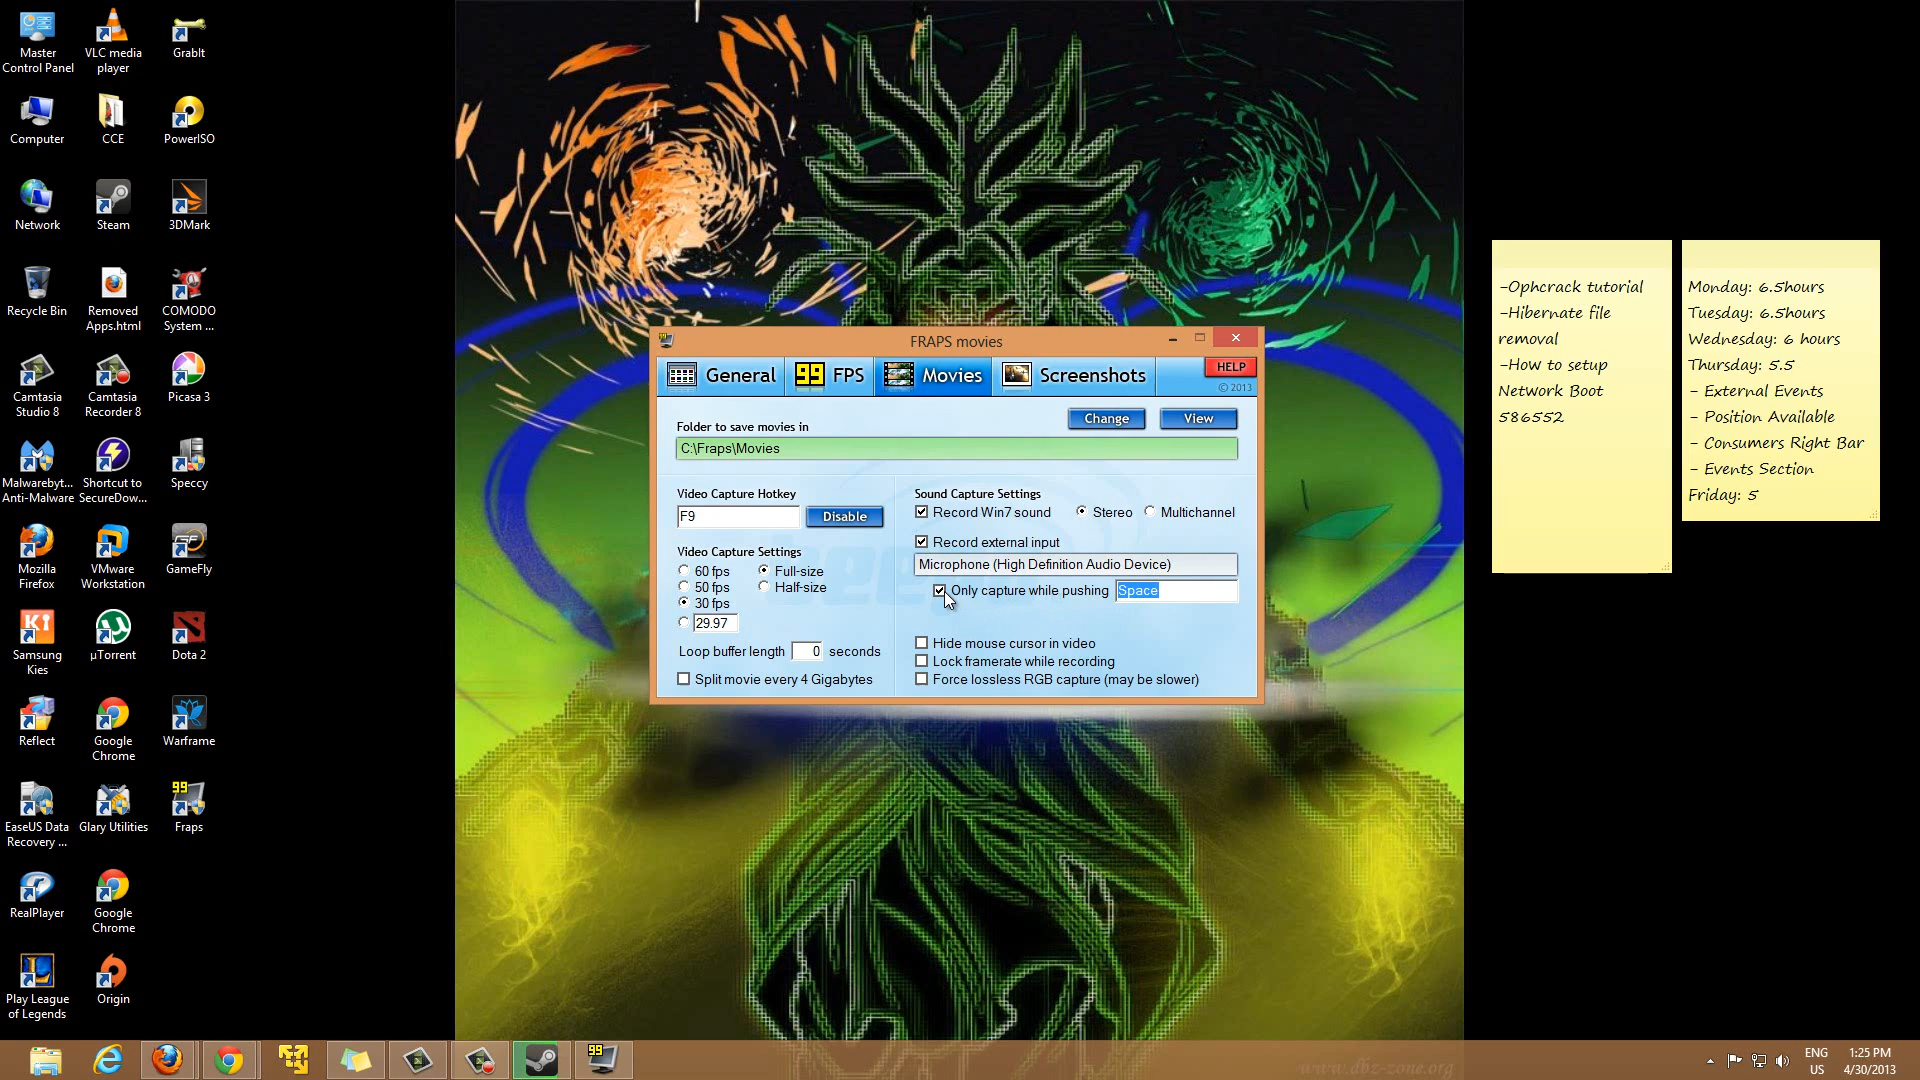 Master
Control Panel
VLC media
player
GrabIt
Computer
CCE
PowerISO
Network
Steam
3DMark
Recycle Bin
Removed
Apps.html
COMODO
System ...
Camtasia
Studio 8
Camtasia
Recorder 8
Picasa 3
Malwarebyt...
Anti-Malware
Shortcut to
SecureDow...
Speccy
Mozilla
Firefox
VMware
Workstation
GameFly
Samsung
Kies
µTorrent
Dota 2
Reflect
Google
Chrome
Warframe
EaseUS Data
Recovery ...
Glary Utilities
99
Fraps
RealPlayer
Google
Chrome
Play League
of Legends
Origin
FRAPS movies
General
99 FPS
Movies
Screenshots
HELP
© 2013
Folder to save movies in
Change
View
C:\Fraps\Movies
Video Capture Hotkey
F9
Disable
Video Capture Settings
60 fps
Full-size
50 fps
Half-size
30 fps
29.97
Loop buffer length 0 seconds
Split movie every 4 Gigabytes
Sound Capture Settings
Record Win7 sound
Stereo
Multichannel
Record external input
Microphone (High Definition Audio Device)
Only capture while pushing
Space
Hide mouse cursor in video
Lock framerate while recording
Force lossless RGB capture (may be slower)
-Ophcrack tutorial
-Hibernate file
removal
-How to setup
Network Boot
586552
Monday: 6.5hours
Tuesday: 6.5hours
Wednesday: 6 hours
Thursday: 5.5
- External Events
- Position Available
- Consumers Right Bar
- Events Section
Friday: 5
99
www.dbz-zone.org
ENG
US
1:25 PM
4/30/2013